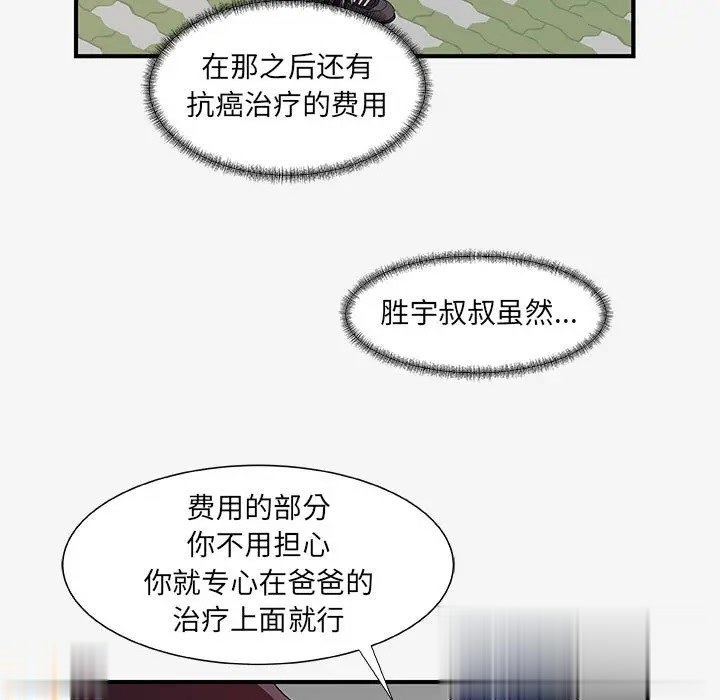 在那之后还有
抗癌治疗的费用
胜宇叔叔虽然...
费用的部分
你不用担心
你就专心在爸爸的
治疗上面就行